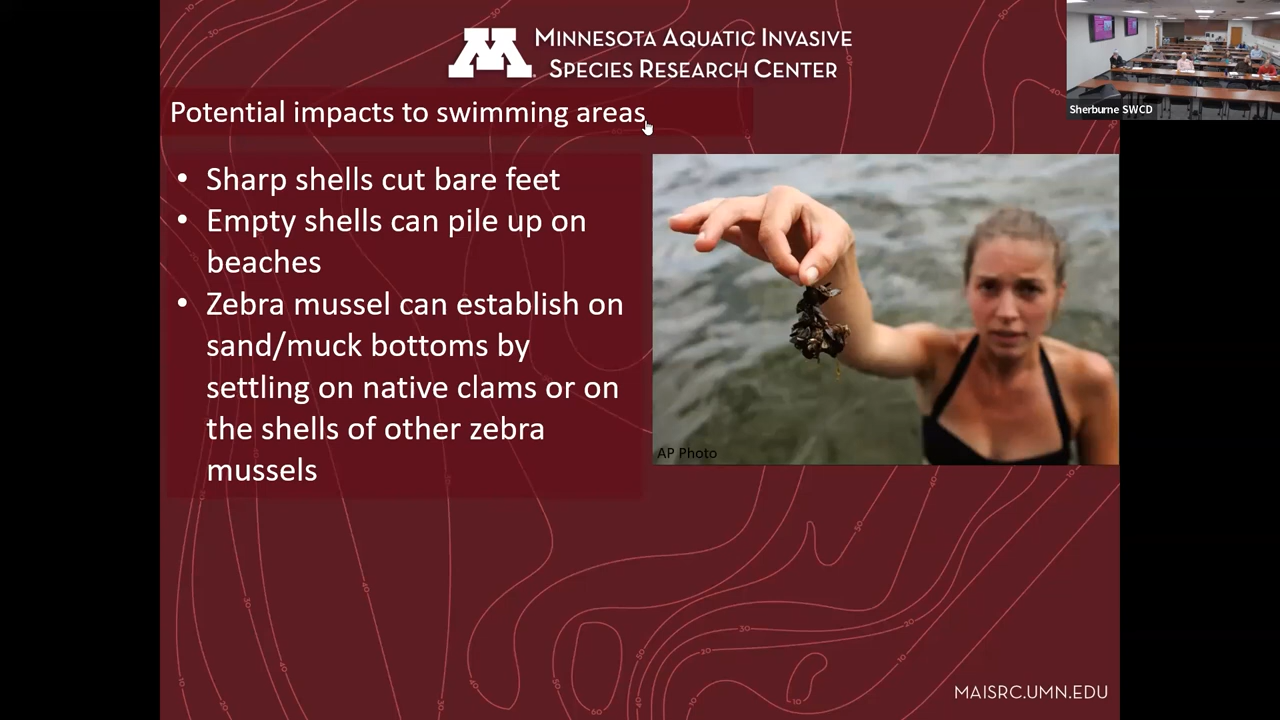 MINNESOTA AQUATIC INVASIVE
SPECIES RESEARCH CENTER
Sherburne SWCD
Potential impacts to swimming areas
• Sharp shells cut bare feet
• Empty shells can pile up on
beaches
• Zebra mussel can establish on
sand/muck bottoms by
settling on native clams or on
the shells of other zebra
mussels
AP Photo
MAISRC.UMN.EDU